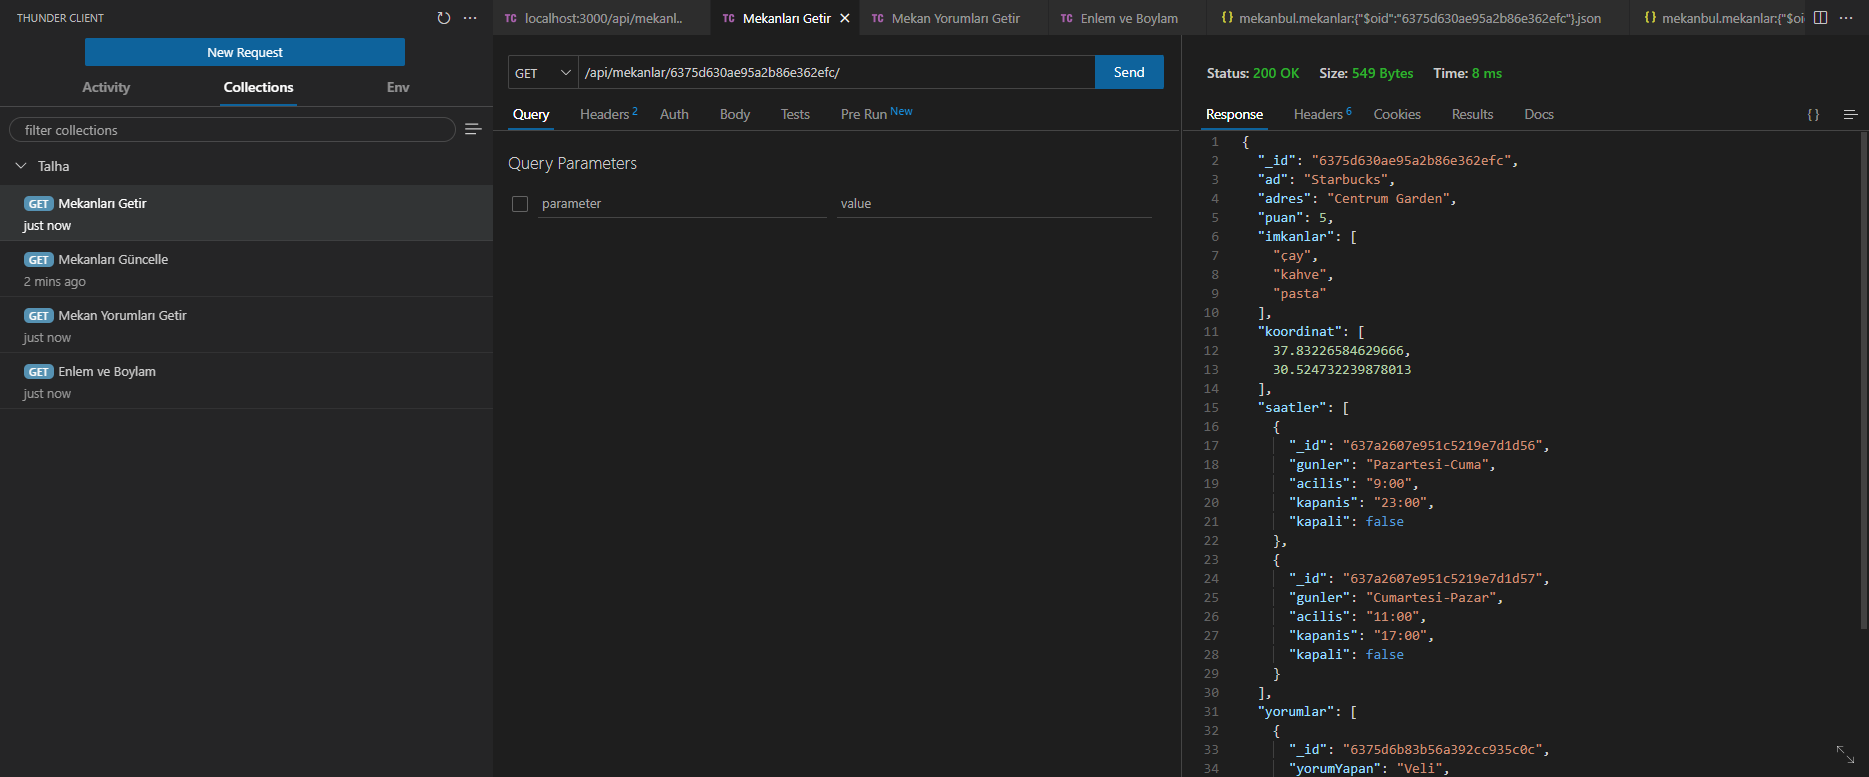 THUNDER CLIENT
New Request
Activity
Collections
Env
filter collections
Talha
GET Mekanları Getir
just now
GET Mekanları Güncelle
2 mins ago
GET Mekan Yorumları Getir
just now
GET Enlem ve Boylam
just now
TC localhost:3000/api/mekanl..
TC Mekanları Getir
TC Mekan Yorumları Getir
TC Enlem ve Boylam
{} mekanbul.mekanlar:{"$oid":"6375d630ae95a2b86e362efc"}.json
{} mekanbul.mekanlar:{"$oi
GET
/api/mekanlar/6375d630ae95a2b86e362efc/
Send
Query
Headers 2
Auth
Body
Tests
Pre Run New
Query Parameters
parameter
value
Status: 200 OK Size: 549 Bytes Time: 8 ms
Response
Headers 6
Cookies
Results
Docs
{}
1 {
2 "_id": "6375d630ae95a2b86e362efc",
3 "ad": "Starbucks",
4 "adres": "Centrum Garden",
5 "puan": 5,
6 "imkanlar": [
7 "çay",
8 "kahve",
9 "pasta"
10 ],
11 "koordinat": [
12 37.83226584629666,
13 30.524732239878013
14 ],
15 "saatler": [
16 {
17 "_id": "637a2607e951c5219e7d1d56",
18 "gunler": "Pazartesi-Cuma",
19 "acilis": "9:00",
20 "kapanis": "23:00",
21 "kapali": false
22 },
23 {
24 "_id": "637a2607e951c5219e7d1d57",
25 "gunler": "Cumartesi-Pazar",
26 "acilis": "11:00",
27 "kapanis": "17:00",
28 "kapali": false
29 }
30 ],
31 "yorumlar": [
32 {
33 "_id": "6375d6b83b56a392cc935c0c",
34 "yorumYapan": "Veli",